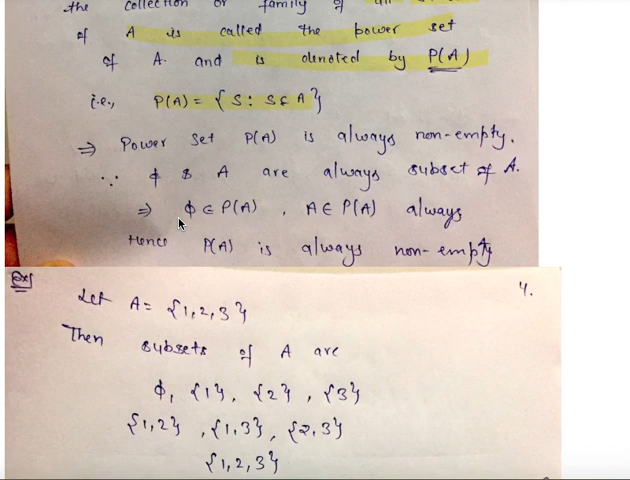 the collection or family of all
of A is called the power set
of A. and is denoted by P(A)
i.e., P(A) = { S : S ⊆ A }
⇒ Power Set P(A) is always non-empty.
∵ ϕ & A are always subset of A.
⇒ ϕ ∈ P(A) , A ∈ P(A) always
Hence P(A) is always non-empty
Ex 4.
Let A = {1, 2, 3}
Then subsets of A are
ϕ, {1}, {2}, {3}
{1, 2}, {1, 3}, {2, 3}
{1, 2, 3}